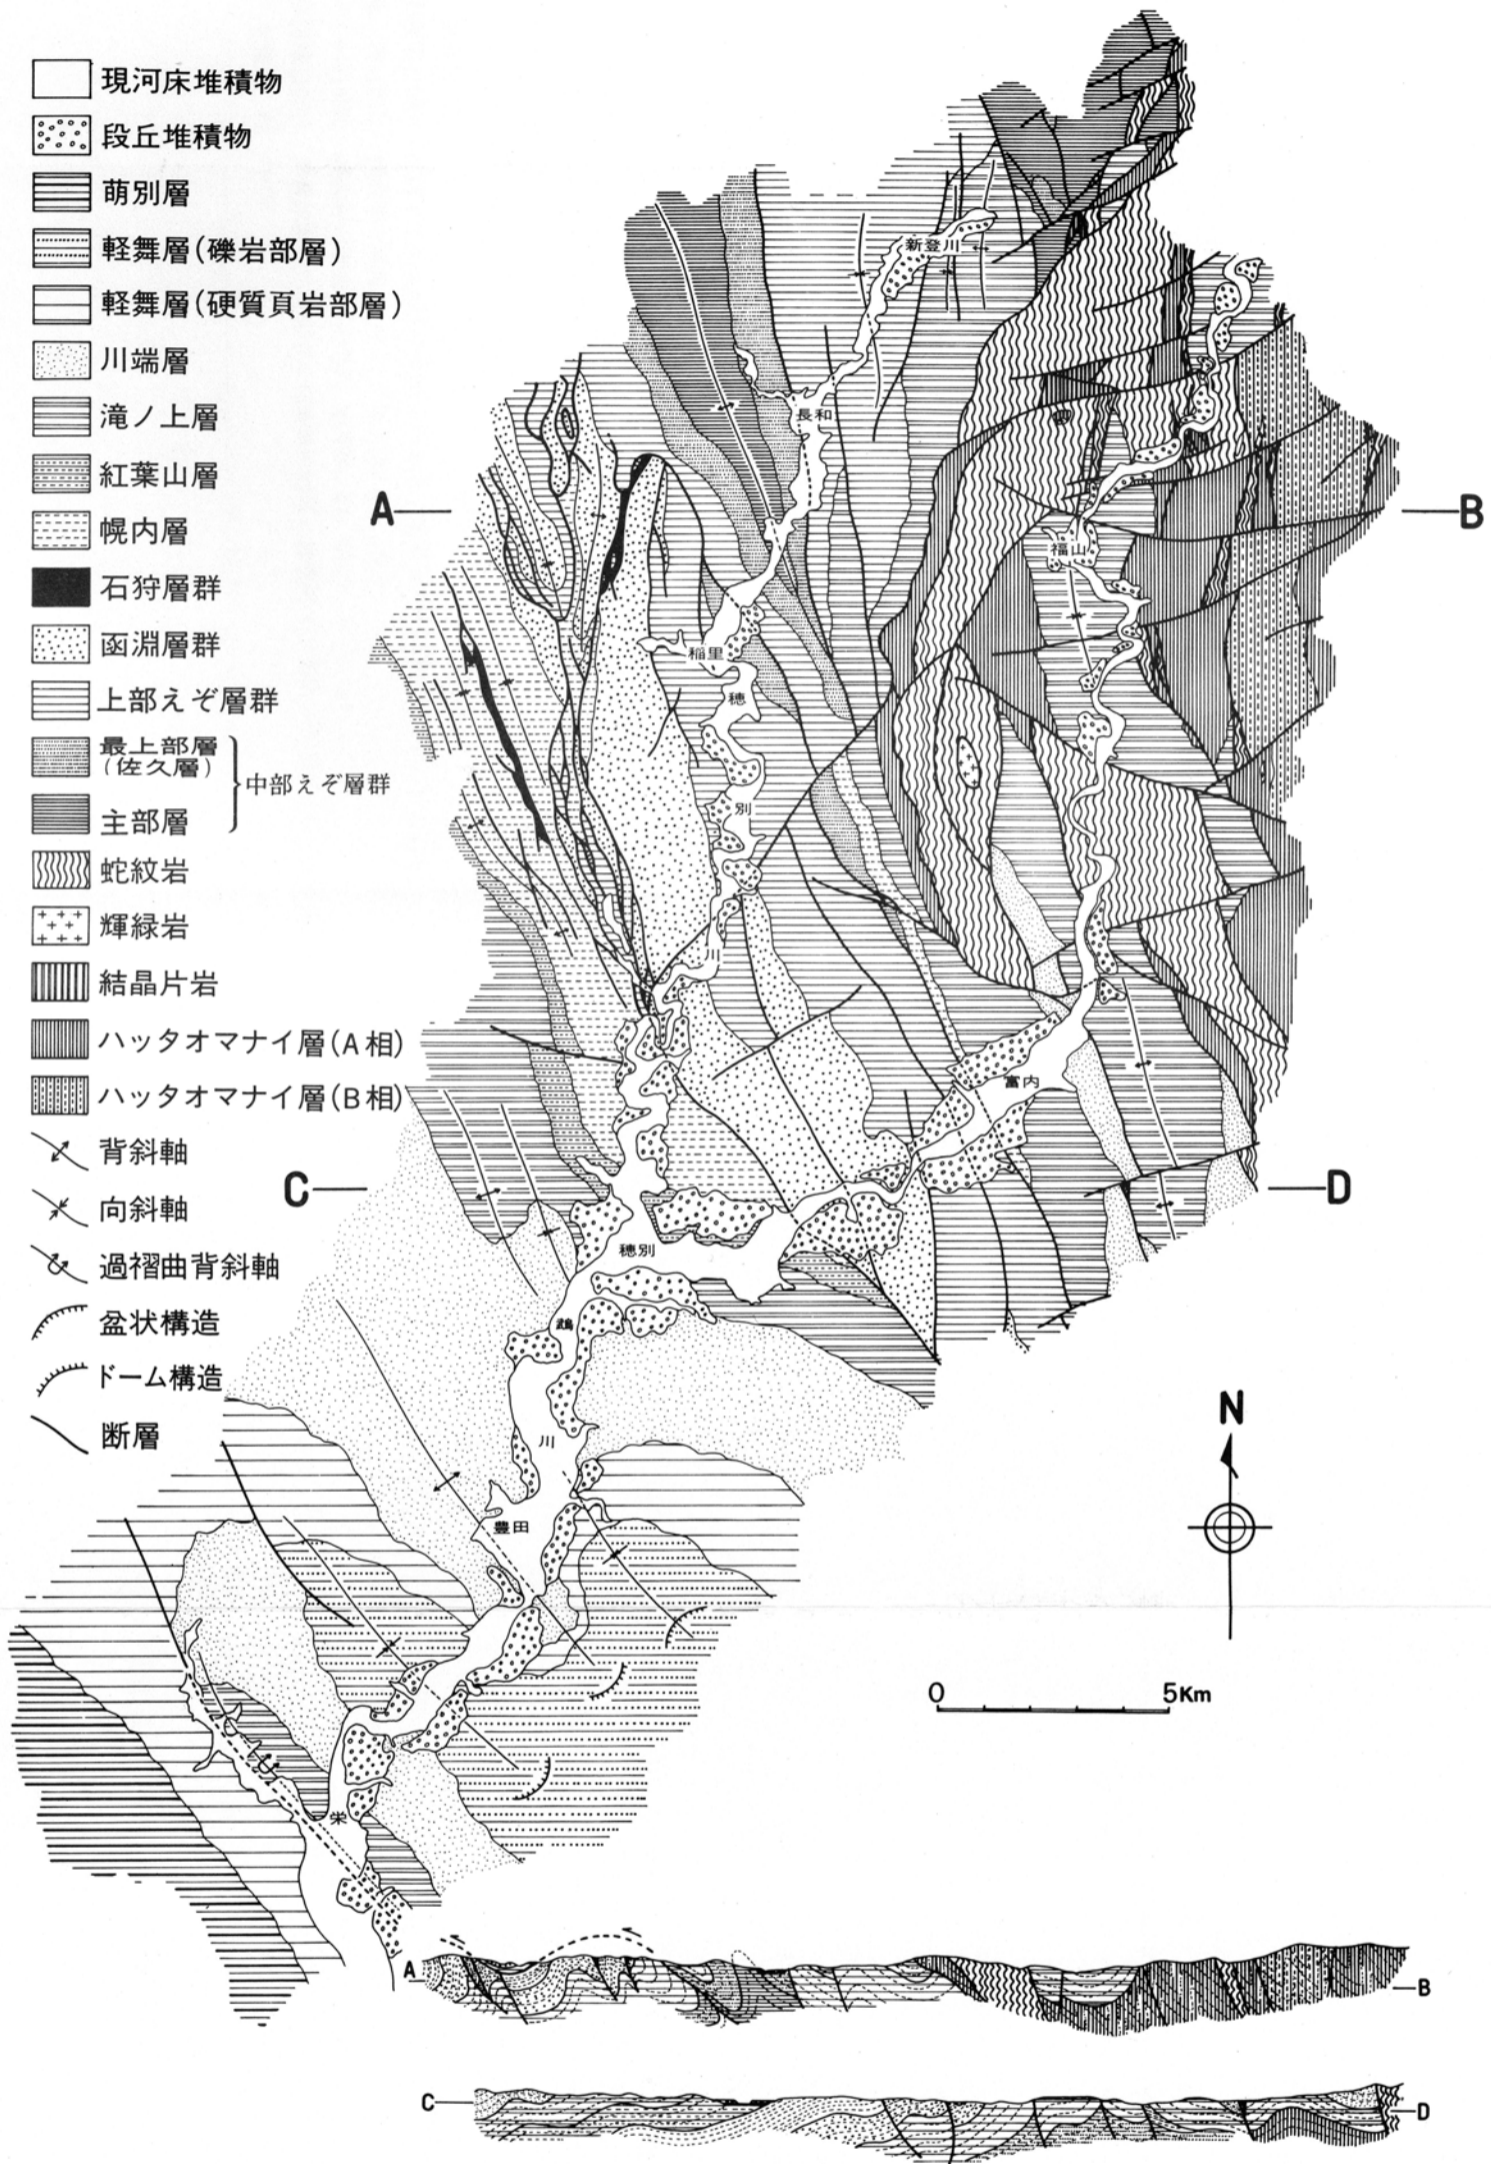 現河床堆積物
段丘堆積物
萌別層
軽舞層(礫岩部層)
軽舞層(硬質頁岩部層)
川端層
滝ノ上層
紅葉山層
幌内層
石狩層群
函淵層群
上部えぞ層群
最上部層
(佐久層)
中部えぞ層群
主部層
蛇紋岩
輝緑岩
結晶片岩
ハッタオマナイ層(A相)
ハッタオマナイ層(B相)
背斜軸
向斜軸
過褶曲背斜軸
盆状構造
ドーム構造
断層
新登川
長和
A
B
福山
稲里
穂
別
川
富内
C
D
穂別
鵡
川
豊田
栄
N
0 5Km
A
B
C
D